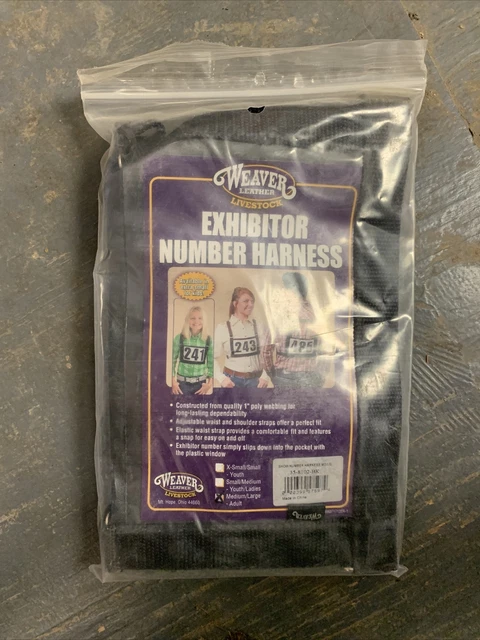 WEAVER
LEATHER
LIVESTOCK
EXHIBITOR
NUMBER HARNESS
241
243
• Constructed from quality 1" poly webbing for
long-lasting dependability
• Adjustable waist and shoulder straps offer a perfect fit
• Elastic waist strap provides a comfortable fit and features
a snap for easy on and off
• Exhibitor number simply slips down into the pocket with
the plastic window
WEAVER
LEATHER
LIVESTOCK
Mt. Hope, Ohio 44660
X-Small/Small
- Youth
Small/Medium
- Youth/Ladies
Medium/Large
- Adult